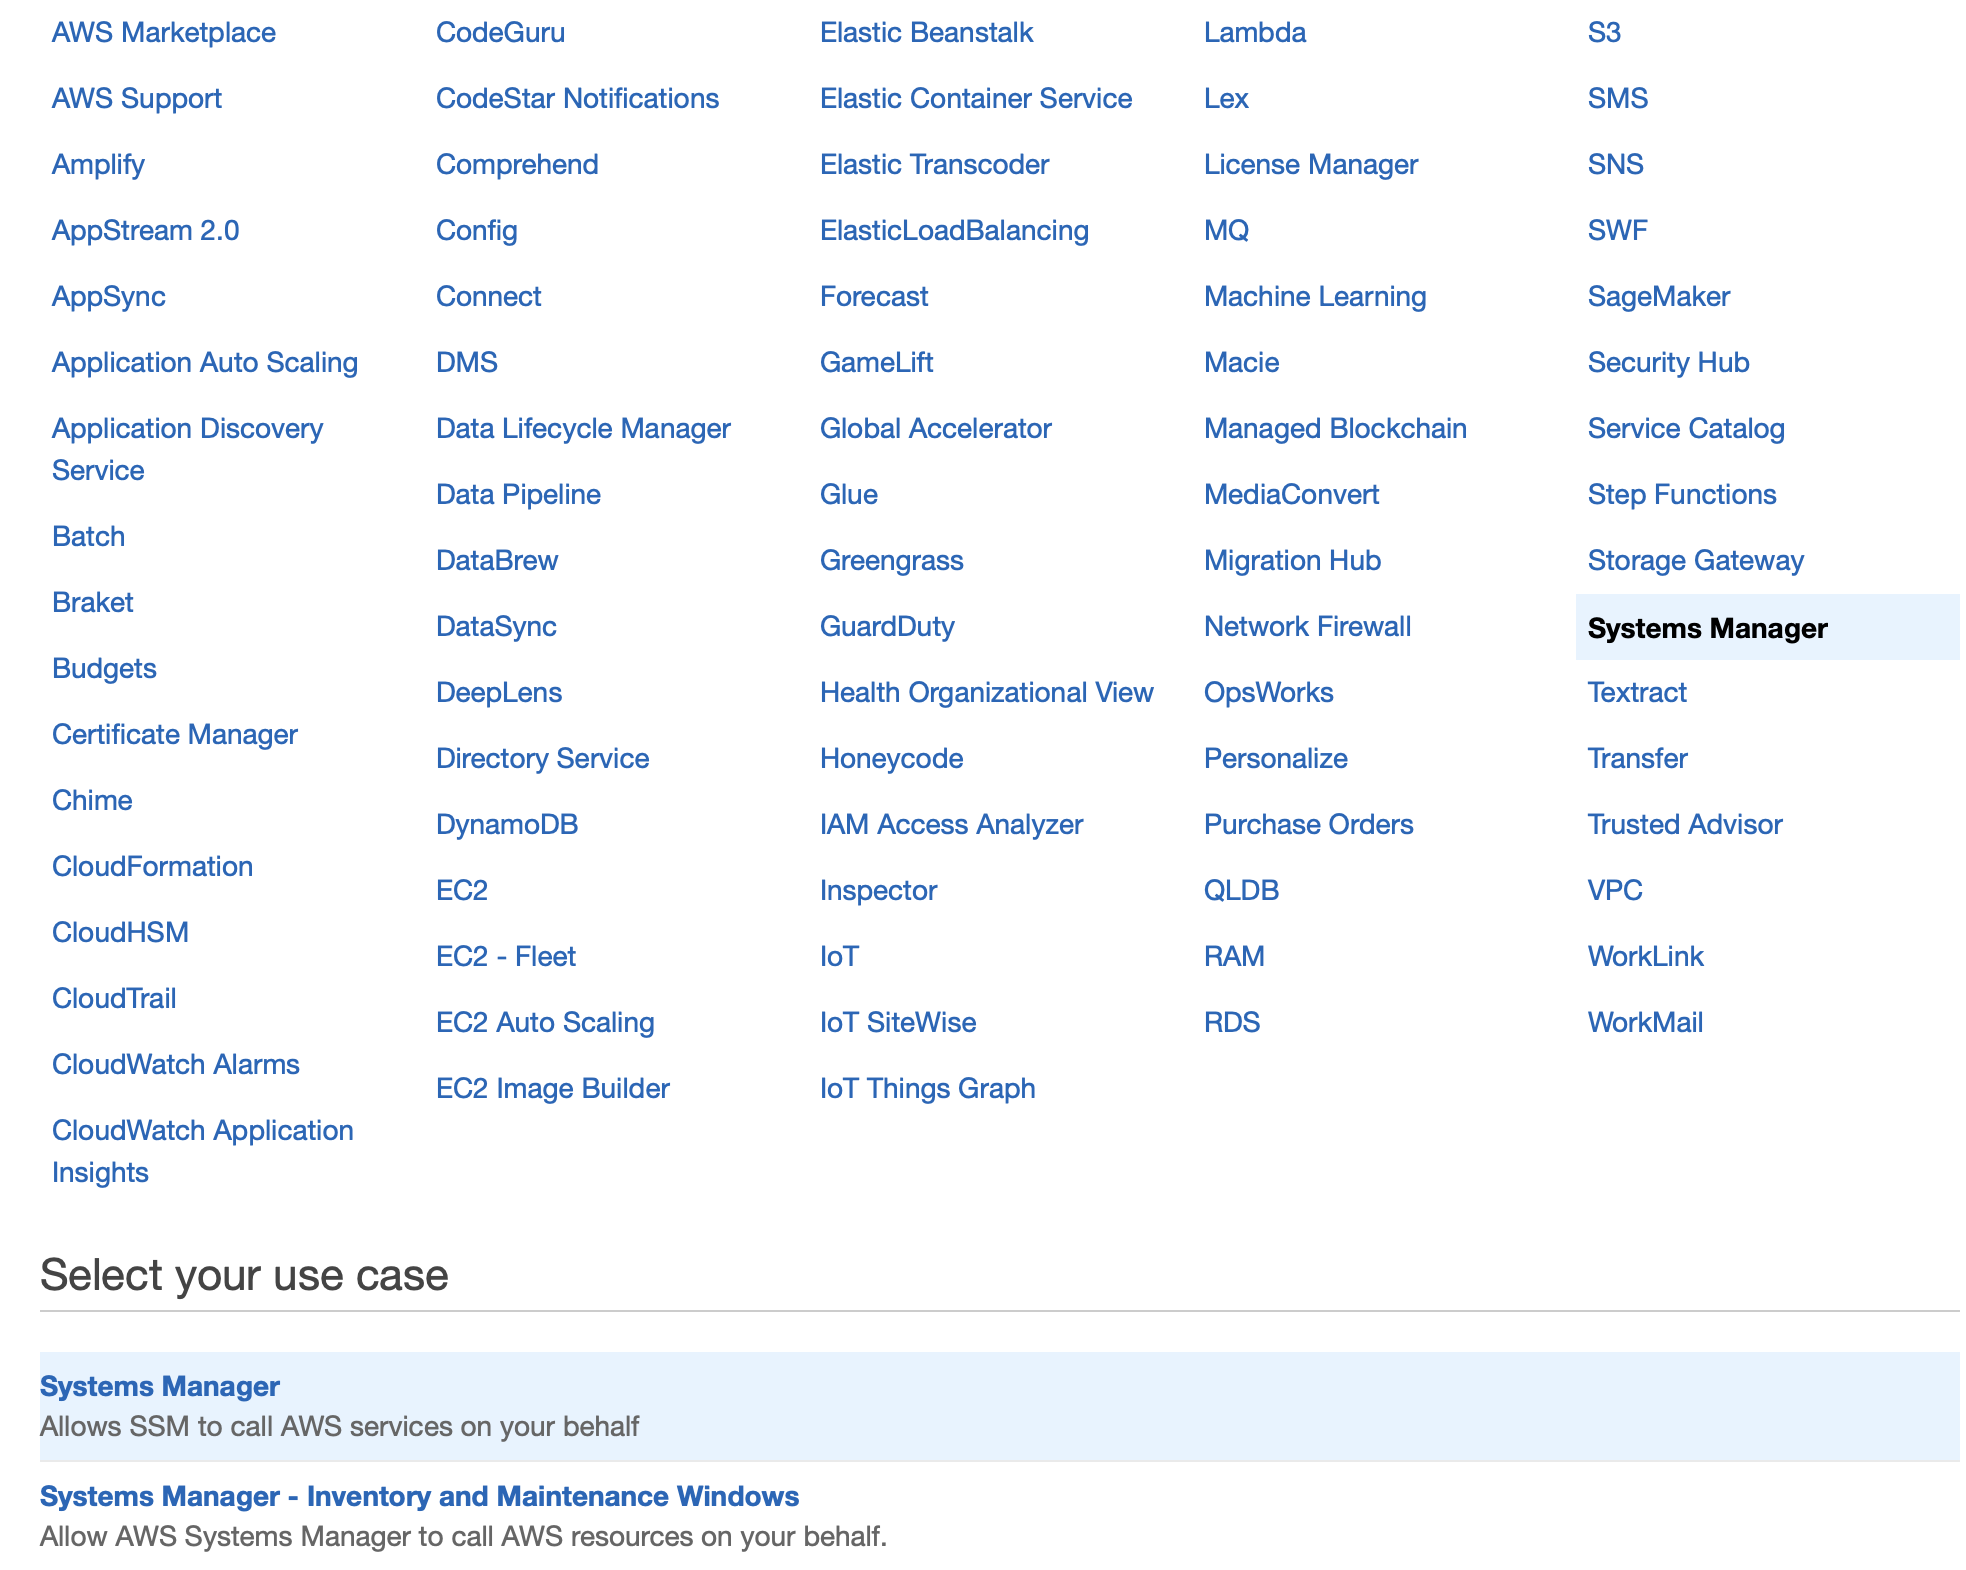 AWS Marketplace
AWS Support
Amplify
AppStream 2.0
AppSync
Application Auto Scaling
Application Discovery
Service
Batch
Braket
Budgets
Certificate Manager
Chime
CloudFormation
CloudHSM
CloudTrail
CloudWatch Alarms
CloudWatch Application
Insights
CodeGuru
CodeStar Notifications
Comprehend
Config
Connect
DMS
Data Lifecycle Manager
Data Pipeline
DataBrew
DataSync
DeepLens
Directory Service
DynamoDB
EC2
EC2 - Fleet
EC2 Auto Scaling
EC2 Image Builder
Elastic Beanstalk
Elastic Container Service
Elastic Transcoder
ElasticLoadBalancing
Forecast
GameLift
Global Accelerator
Glue
Greengrass
GuardDuty
Health Organizational View
Honeycode
IAM Access Analyzer
Inspector
IoT
IoT SiteWise
IoT Things Graph
Lambda
Lex
License Manager
MQ
Machine Learning
Macie
Managed Blockchain
MediaConvert
Migration Hub
Network Firewall
OpsWorks
Personalize
Purchase Orders
QLDB
RAM
RDS
S3
SMS
SNS
SWF
SageMaker
Security Hub
Service Catalog
Step Functions
Storage Gateway
Systems Manager
Textract
Transfer
Trusted Advisor
VPC
WorkLink
WorkMail
Select your use case
Systems Manager
Allows SSM to call AWS services on your behalf
Systems Manager - Inventory and Maintenance Windows
Allow AWS Systems Manager to call AWS resources on your behalf.